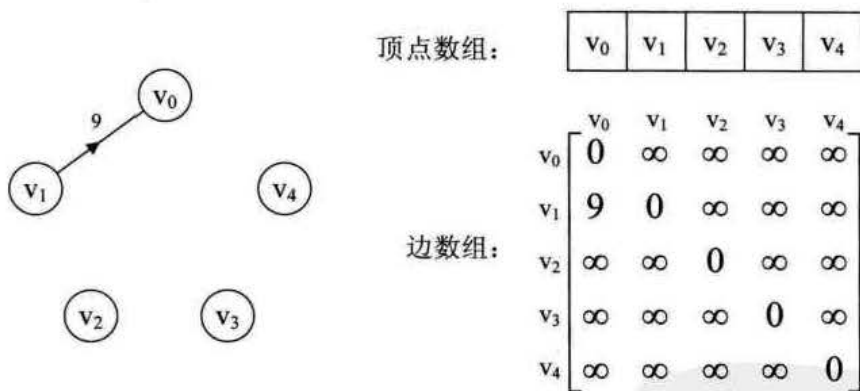 顶点数组： v₀ v₁ v₂ v₃ v₄
v₀
9
v₁
v₄
v₂
v₃
边数组：
v₀ v₁ v₂ v₃ v₄
v₀ 0 ∞ ∞ ∞ ∞
v₁ 9 0 ∞ ∞ ∞
v₂ ∞ ∞ 0 ∞ ∞
v₃ ∞ ∞ ∞ 0 ∞
v₄ ∞ ∞ ∞ ∞ 0